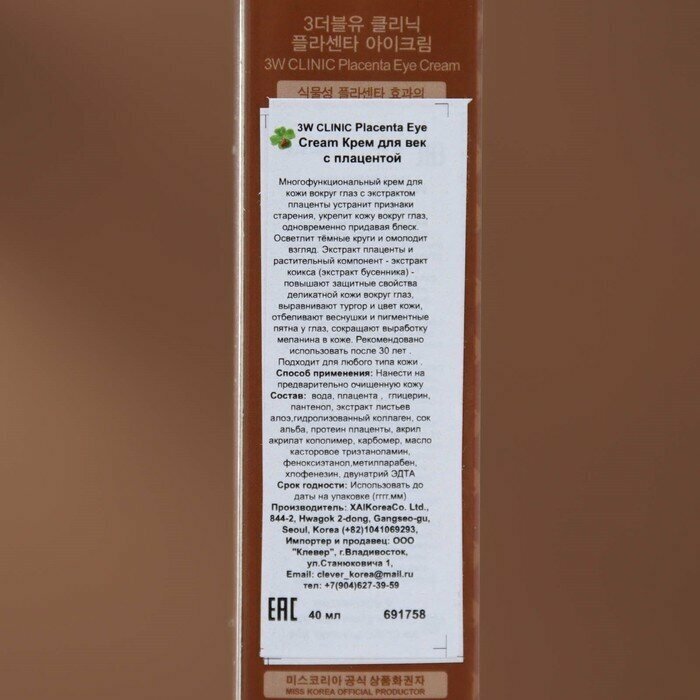 3더블유 클리닉
플라센타 아이크림
3W CLINIC Placenta Eye Cream
식물성 플라센타 효과의
3W CLINIC Placenta Eye
Cream Крем для век
с плацентой
Многофункциональный крем для
кожи вокруг глаз с экстрактом
плаценты устранит признаки
старения, укрепит кожу вокруг глаз,
одновременно придавая блеск.
Осветлит тёмные круги и омолодит
взгляд. Экстракт плаценты и
растительный компонент - экстракт
коикса (экстракт бусенника) -
повышают защитные свойства
деликатной кожи вокруг глаз,
выравнивают тургор и цвет кожи,
отбеливают веснушки и пигментные
пятна у глаз, сокращают выработку
меланина в коже. Рекомендовано
использовать после 30 лет .
Подходит для любого типа кожи .
Способ применения: Нанести на
предварительно очищенную кожу
Состав: вода, плацента , глицерин,
пантенол, экстракт листьев
алоэ,гидролизованный коллаген, сок
альба, протеин плаценты, акрил
акрилат кополимер, карбомер, масло
касторовое триэтаноламин,
феноксиэтанол,метилпарабен,
хлофенезин, двунатрий ЭДТА
Срок годности: Использовать до
даты на упаковке (гггг.мм)
Производитель: XAIKoreaCo. Ltd.,
844-2, Hwagok 2-dong, Gangseo-gu,
Seoul, Korea (+82)1041069293,
Импортер и продавец: ООО
"Клевер", г.Владивосток,
ул.Станюковича 1,
Email: clever_korea@mail.ru
тел: +7(904)627-39-59
EAC 40 мл 691758
미스코리아 공식 상품화권자
MISS KOREA OFFICIAL PRODUCTOR